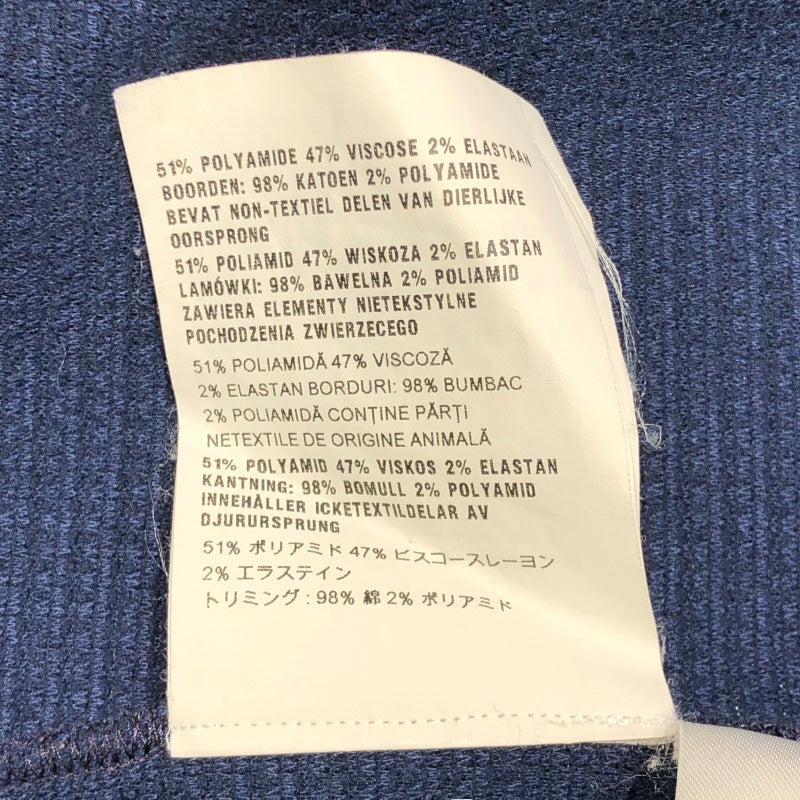 51% POLYAMIDE 47% VISCOSE 2% ELASTAAN
BOORDEN: 98% KATOEN 2% POLYAMIDE
BEVAT NON-TEXTIEL DELEN VAN DIERLIJKE
OORSPRONG
51% POLIAMID 47% WISKOZA 2% ELASTAN
LAMÓWKI: 98% BAWELNA 2% POLIAMID
ZAWIERA ELEMENTY NIETEKSTYLNE
POCHODZENIA ZWIERZECEGO
51% POLIAMIDĂ 47% VISCOZĂ
2% ELASTAN BORDURI: 98% BUMBAC
2% POLIAMIDĂ CONȚINE PĂRȚI
NETEXTILE DE ORIGINE ANIMALĂ
51% POLYAMID 47% VISKOS 2% ELASTAN
KANTNING: 98% BOMULL 2% POLYAMID
INNEHÅLLER ICKETEXTILDELAR AV
DJURURSPRUNG
51% ポリアミド 47% ビスコースレーヨン
2% エラステイン
トリミング : 98% 綿 2% ポリアミド